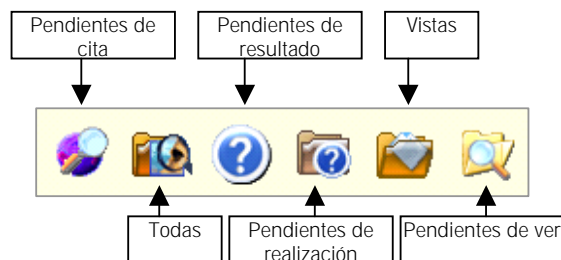 Pendientes de
cita
Pendientes de
resultado
Vistas
Todas
Pendientes de
realización
Pendientes de ver